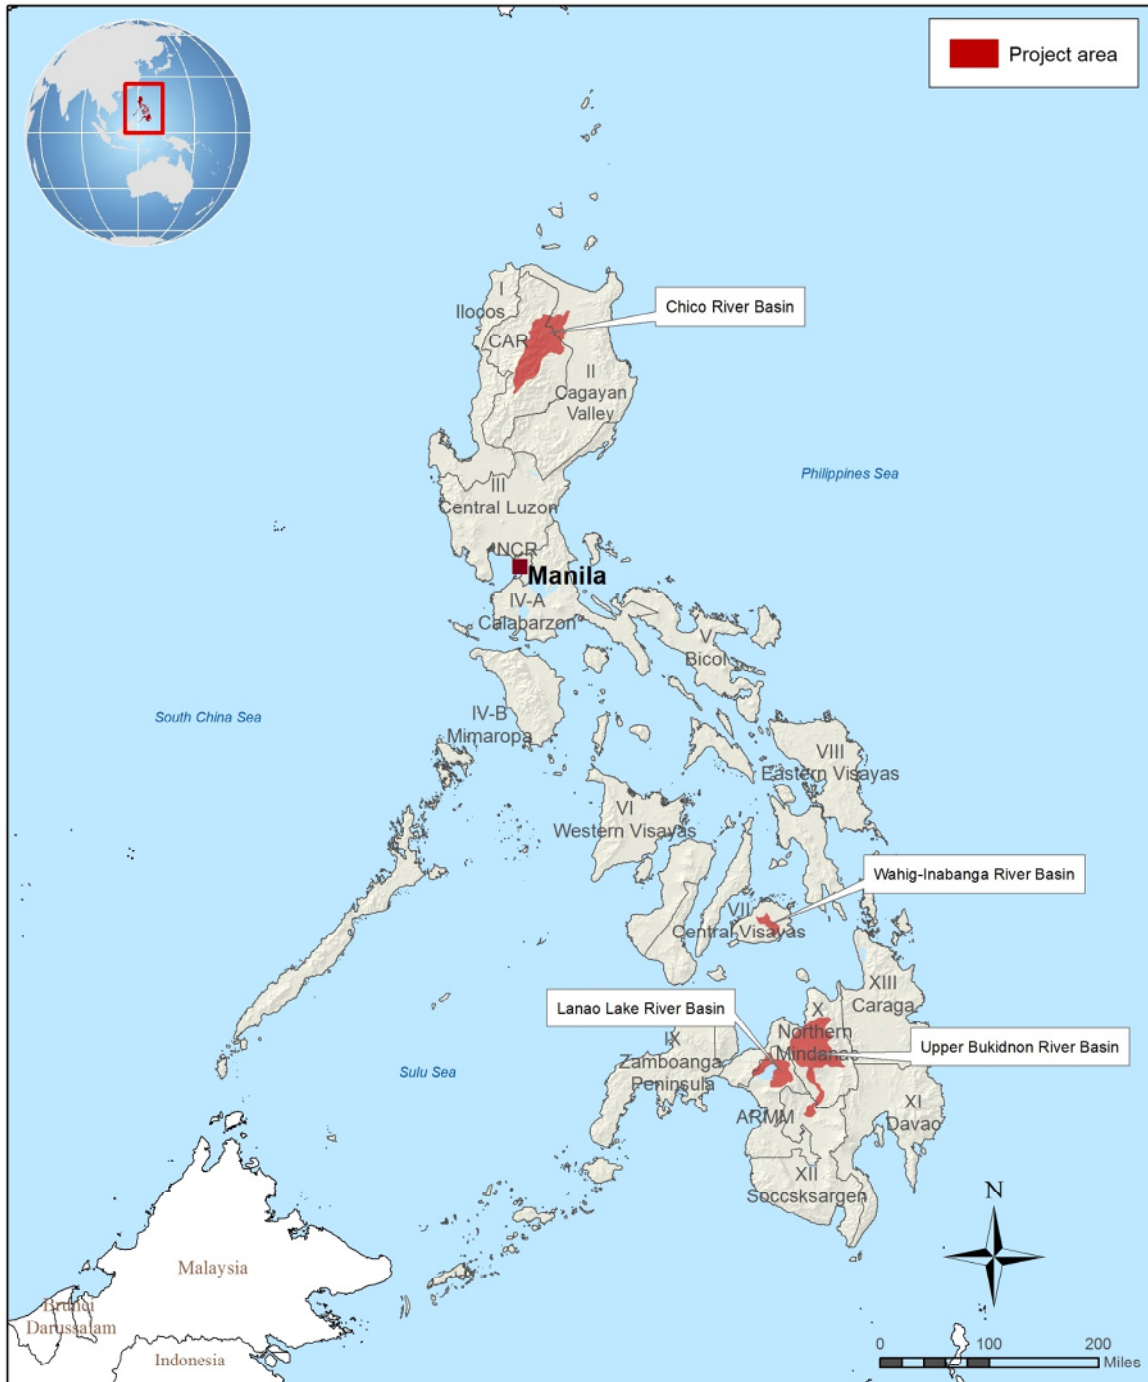 Project area
I
Ilocos
Chico River Basin
CAR
II
Cagayan
Valley
Philippines Sea
III
Central Luzon
NCR
Manila
IV-A
Calabarzon
V
Bicol
South China Sea
IV-B
Mimaropa
VIII
Eastern Visayas
VI
Western Visayas
Wahig-Inabanga River Basin
VII
Central Visayas
XIII
Caraga
Lanao Lake River Basin
X
Northern
Mindanao
IX
Zamboanga
Peninsula
Upper Bukidnon River Basin
Sulu Sea
XI
Davao
ARMM
XII
Soccsksargen
N
Malaysia
Brunei
Darussalam
Indonesia
0 100 200
Miles